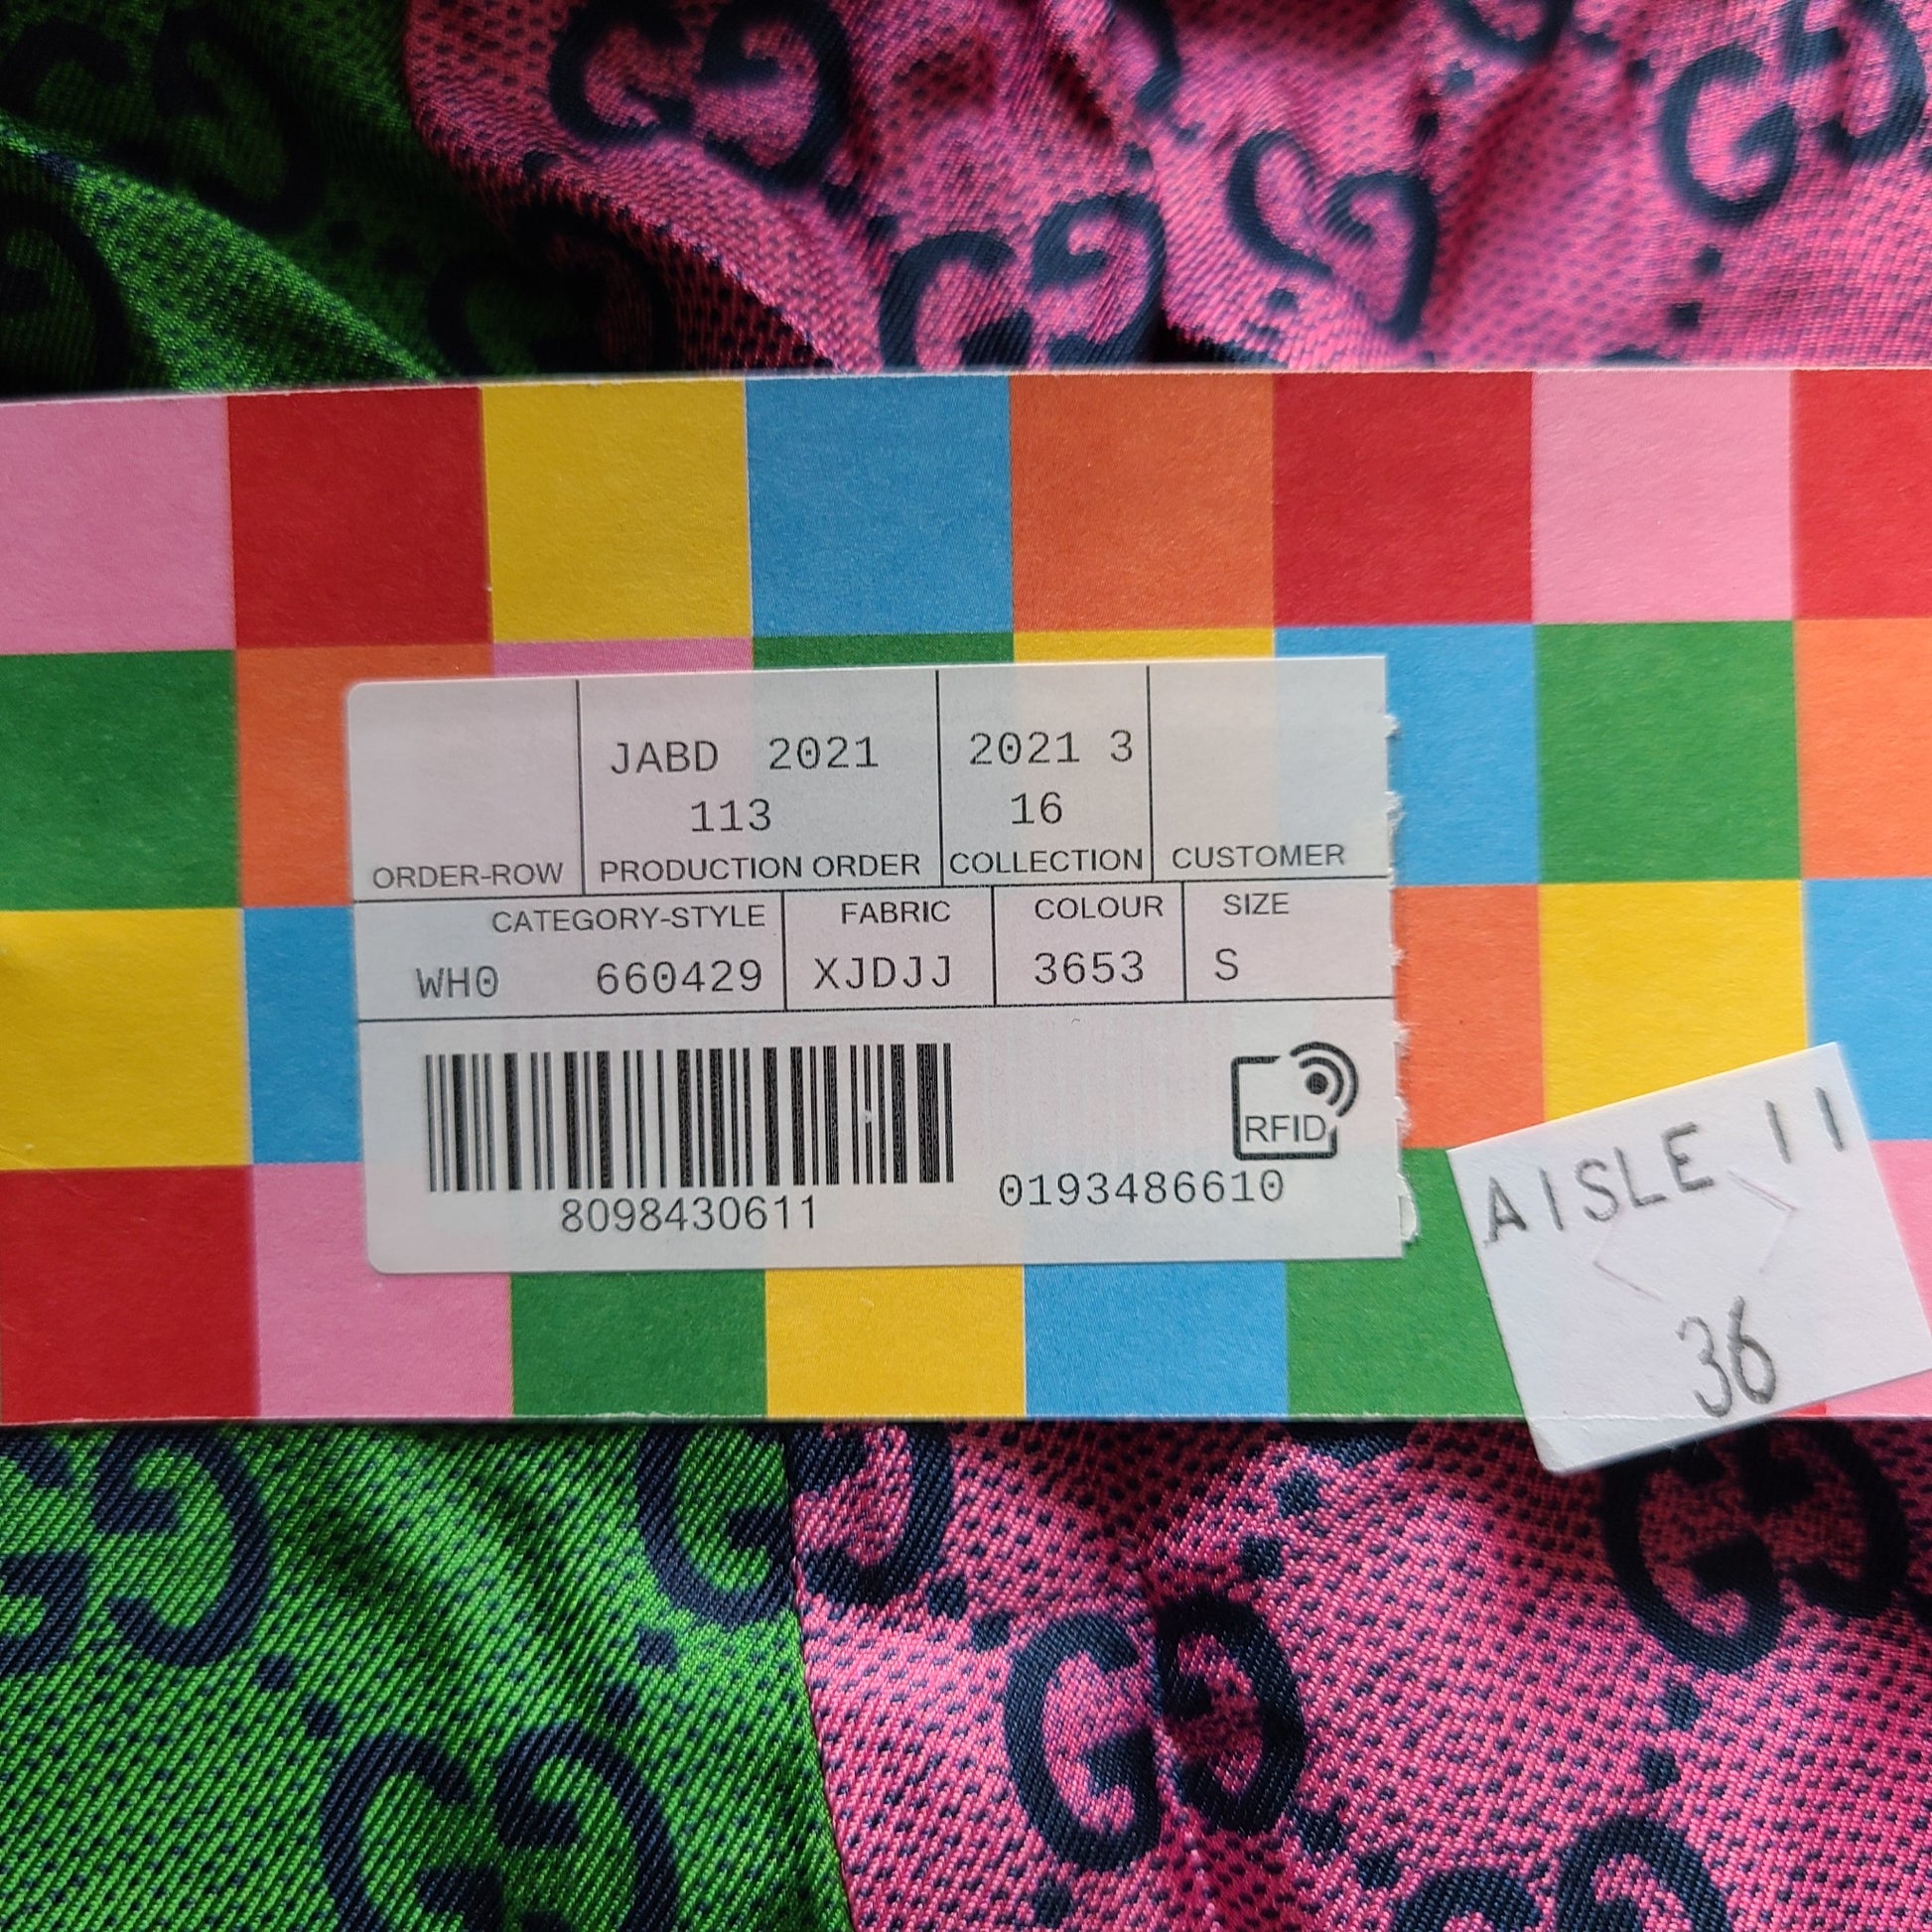 JABD 2021
113
2021 3
16
ORDER-ROW
PRODUCTION ORDER
COLLECTION
CUSTOMER
CATEGORY-STYLE
FABRIC
COLOUR
SIZE
WH0 660429
XJDJJ
3653
S
RFID
8098430611
0193486610
AISLE 11
36